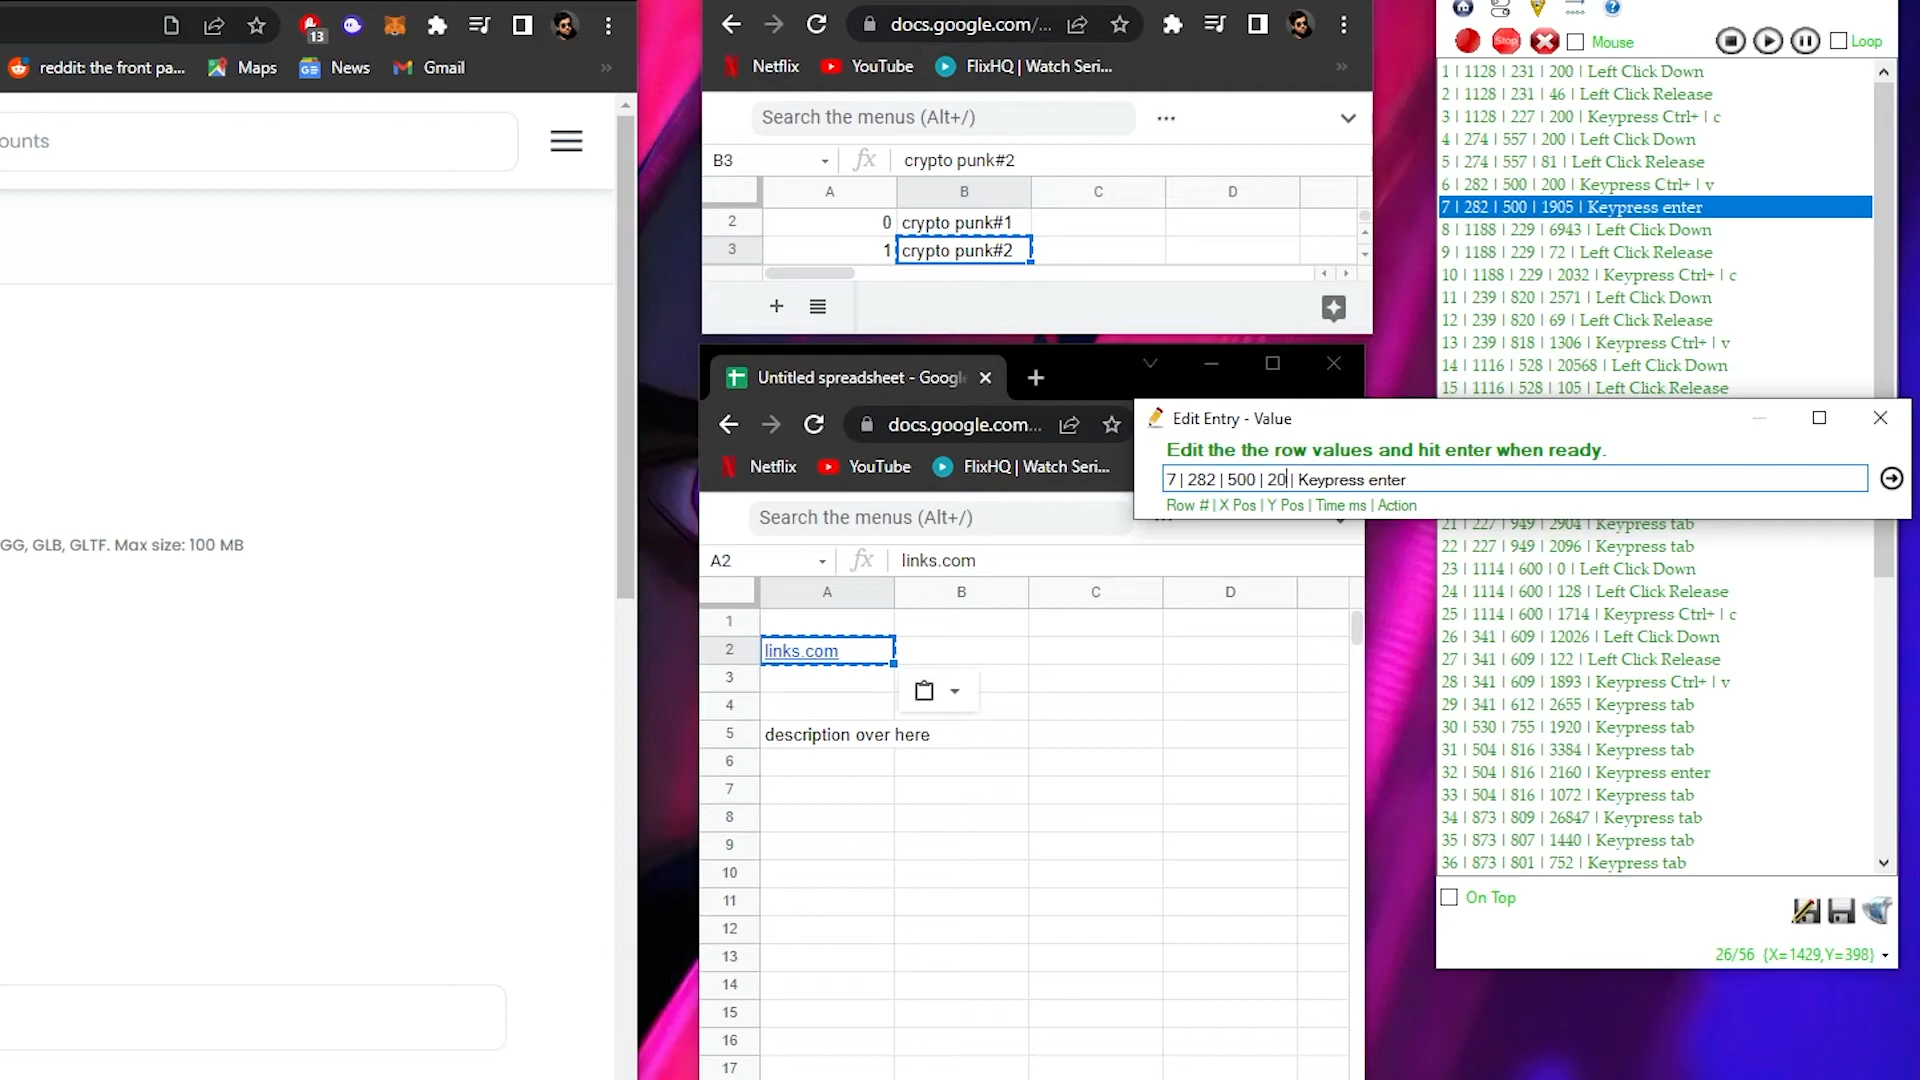 13
reddit: the front pa...
Maps
News
Gmail
»
ounts
GG, GLB, GLTF. Max size: 100 MB
docs.google.com/...
Netflix
YouTube
FlixHQ | Watch Seri...
»
Search the menus (Alt+/)
B3
fx
crypto punk#2
A B C D
2 0 crypto punk#1
3 1 crypto punk#2
Untitled spreadsheet - Googl
docs.google.com...
Netflix
YouTube
FlixHQ | Watch Seri...
Search the menus (Alt+/)
A2
fx
links.com
A B C D
1
2 links.com
3
4
5 description over here
6
7
8
9
10
11
12
13
14
15
16
17
Stop
Mouse
Loop
1 | 1128 | 231 | 200 | Left Click Down
2 | 1128 | 231 | 46 | Left Click Release
3 | 1128 | 227 | 200 | Keypress Ctrl+ | c
4 | 274 | 557 | 200 | Left Click Down
5 | 274 | 557 | 81 | Left Click Release
6 | 282 | 500 | 200 | Keypress Ctrl+ | v
7 | 282 | 500 | 1905 | Keypress enter
8 | 1188 | 229 | 6943 | Left Click Down
9 | 1188 | 229 | 72 | Left Click Release
10 | 1188 | 229 | 2032 | Keypress Ctrl+ | c
11 | 239 | 820 | 2571 | Left Click Down
12 | 239 | 820 | 69 | Left Click Release
13 | 239 | 818 | 1306 | Keypress Ctrl+ | v
14 | 1116 | 528 | 20568 | Left Click Down
15 | 1116 | 528 | 105 | Left Click Release
Edit Entry - Value
Edit the the row values and hit enter when ready.
7 | 282 | 500 | 20 | Keypress enter
Row # | X Pos | Y Pos | Time ms | Action
21 | 227 | 949 | 2904 | Keypress tab
22 | 227 | 949 | 2096 | Keypress tab
23 | 1114 | 600 | 0 | Left Click Down
24 | 1114 | 600 | 128 | Left Click Release
25 | 1114 | 600 | 1714 | Keypress Ctrl+ | c
26 | 341 | 609 | 12026 | Left Click Down
27 | 341 | 609 | 122 | Left Click Release
28 | 341 | 609 | 1893 | Keypress Ctrl+ | v
29 | 341 | 612 | 2655 | Keypress tab
30 | 530 | 755 | 1920 | Keypress tab
31 | 504 | 816 | 3384 | Keypress tab
32 | 504 | 816 | 2160 | Keypress enter
33 | 504 | 816 | 1072 | Keypress tab
34 | 873 | 809 | 26847 | Keypress tab
35 | 873 | 807 | 1440 | Keypress tab
36 | 873 | 801 | 752 | Keypress tab
On Top
26/56 {X=1429,Y=398}